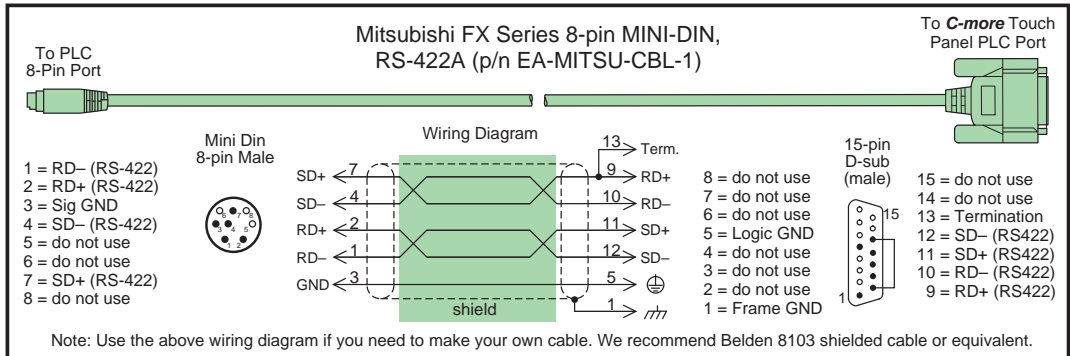 Mitsubishi FX Series 8-pin MINI-DIN,
RS-422A (p/n EA-MITSU-CBL-1)
To PLC
8-Pin Port
To C-more Touch
Panel PLC Port
1 = RD– (RS-422)
2 = RD+ (RS-422)
3 = Sig GND
4 = SD– (RS-422)
5 = do not use
6 = do not use
7 = SD+ (RS-422)
8 = do not use
Mini Din
8-pin Male
6 7 8
3 4 5
1 2
Wiring Diagram
13 Term.
SD+ 7 9 RD+
SD– 4 10 RD–
RD+ 2 11 SD+
RD– 1 12 SD–
GND 3 5
shield 1
8 = do not use
7 = do not use
6 = do not use
5 = Logic GND
4 = do not use
3 = do not use
2 = do not use
1 = Frame GND
15-pin
D-sub
(male)
15
1
15 = do not use
14 = do not use
13 = Termination
12 = SD– (RS422)
11 = SD+ (RS422)
10 = RD– (RS422)
9 = RD+ (RS422)
Note: Use the above wiring diagram if you need to make your own cable. We recommend Belden 8103 shielded cable or equivalent.